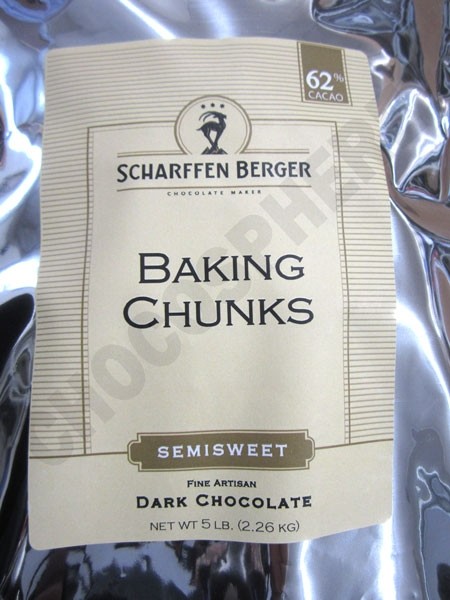 62%
CACAO
SCHARFFEN BERGER
CHOCOLATE MAKER
BAKING
CHUNKS
SEMISWEET
FINE ARTISAN
DARK CHOCOLATE
NET WT 5 LB. (2.26 KG)
CHOCOSPHERE